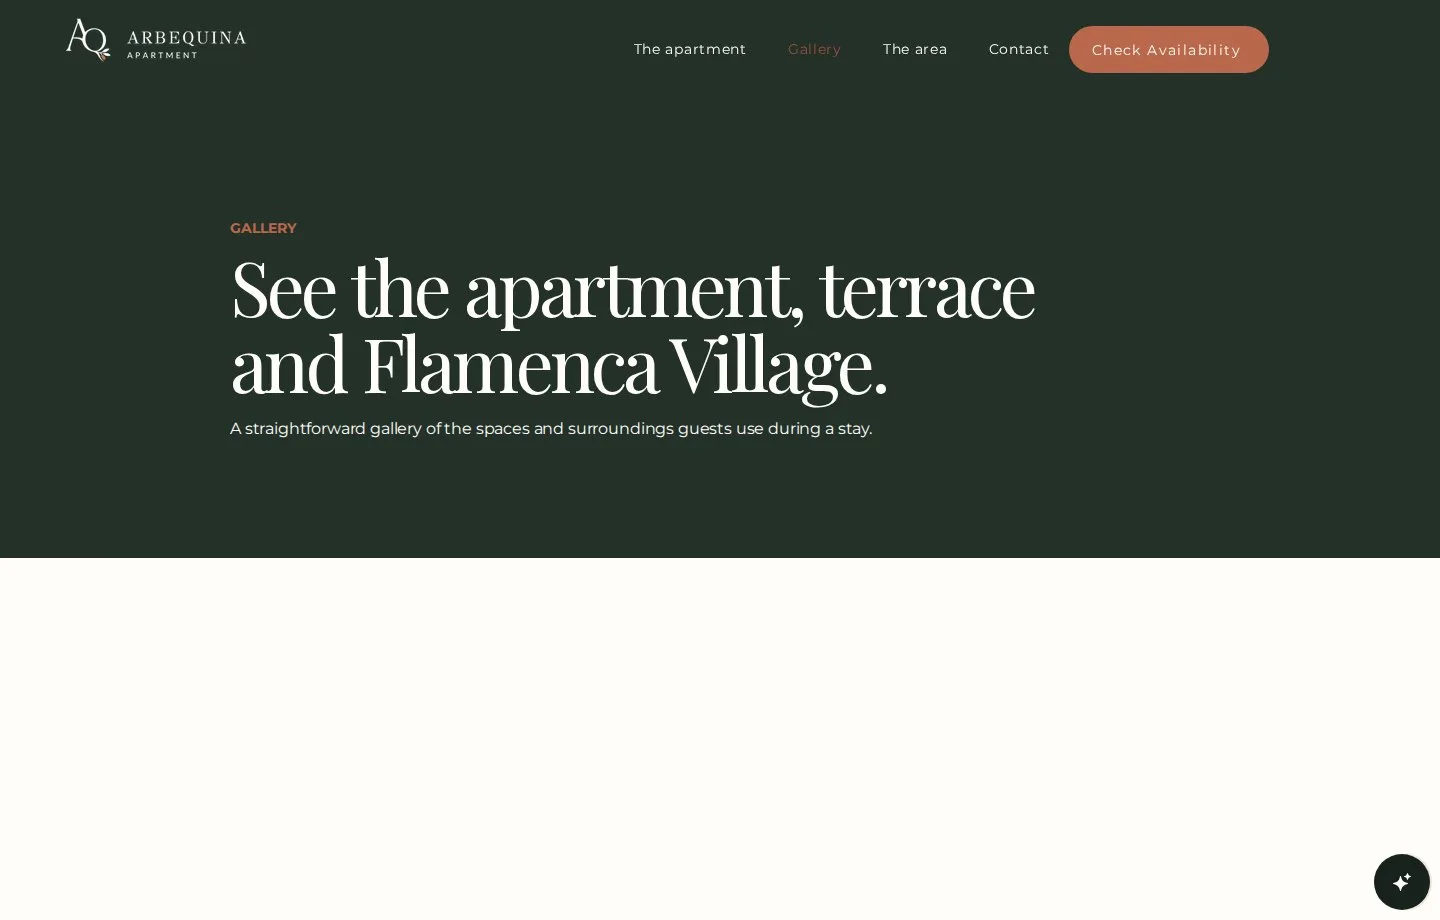 AQ ARBEQUINA
APARTMENT
The apartment
Gallery
The area
Contact
Check Availability
GALLERY
See the apartment, terrace
and Flamenca Village.
A straightforward gallery of the spaces and surroundings guests use during a stay.